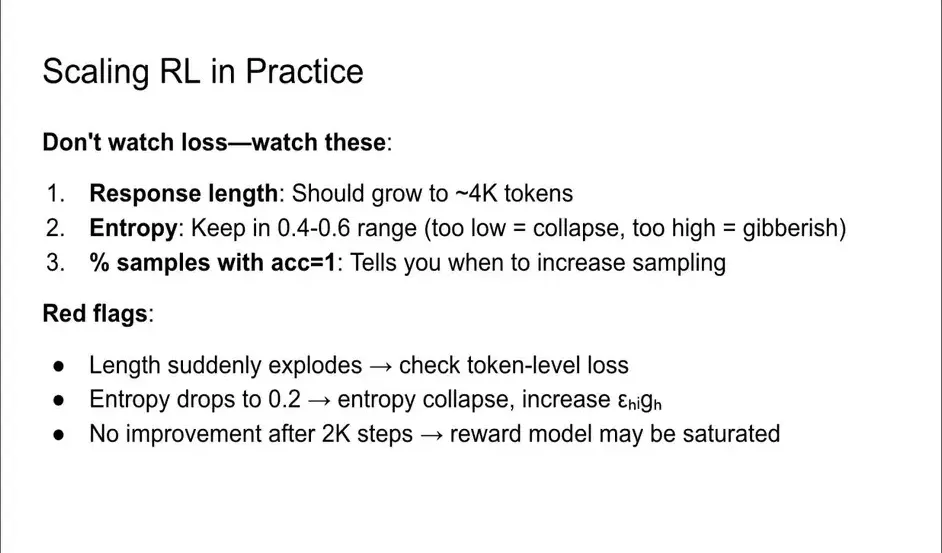 Scaling RL in Practice
Don't watch loss—watch these:
1. Response length: Should grow to ~4K tokens
2. Entropy: Keep in 0.4-0.6 range (too low = collapse, too high = gibberish)
3. % samples with acc=1: Tells you when to increase sampling
Red flags:
● Length suddenly explodes → check token-level loss
● Entropy drops to 0.2 → entropy collapse, increase εₕᵢgₕ
● No improvement after 2K steps → reward model may be saturated